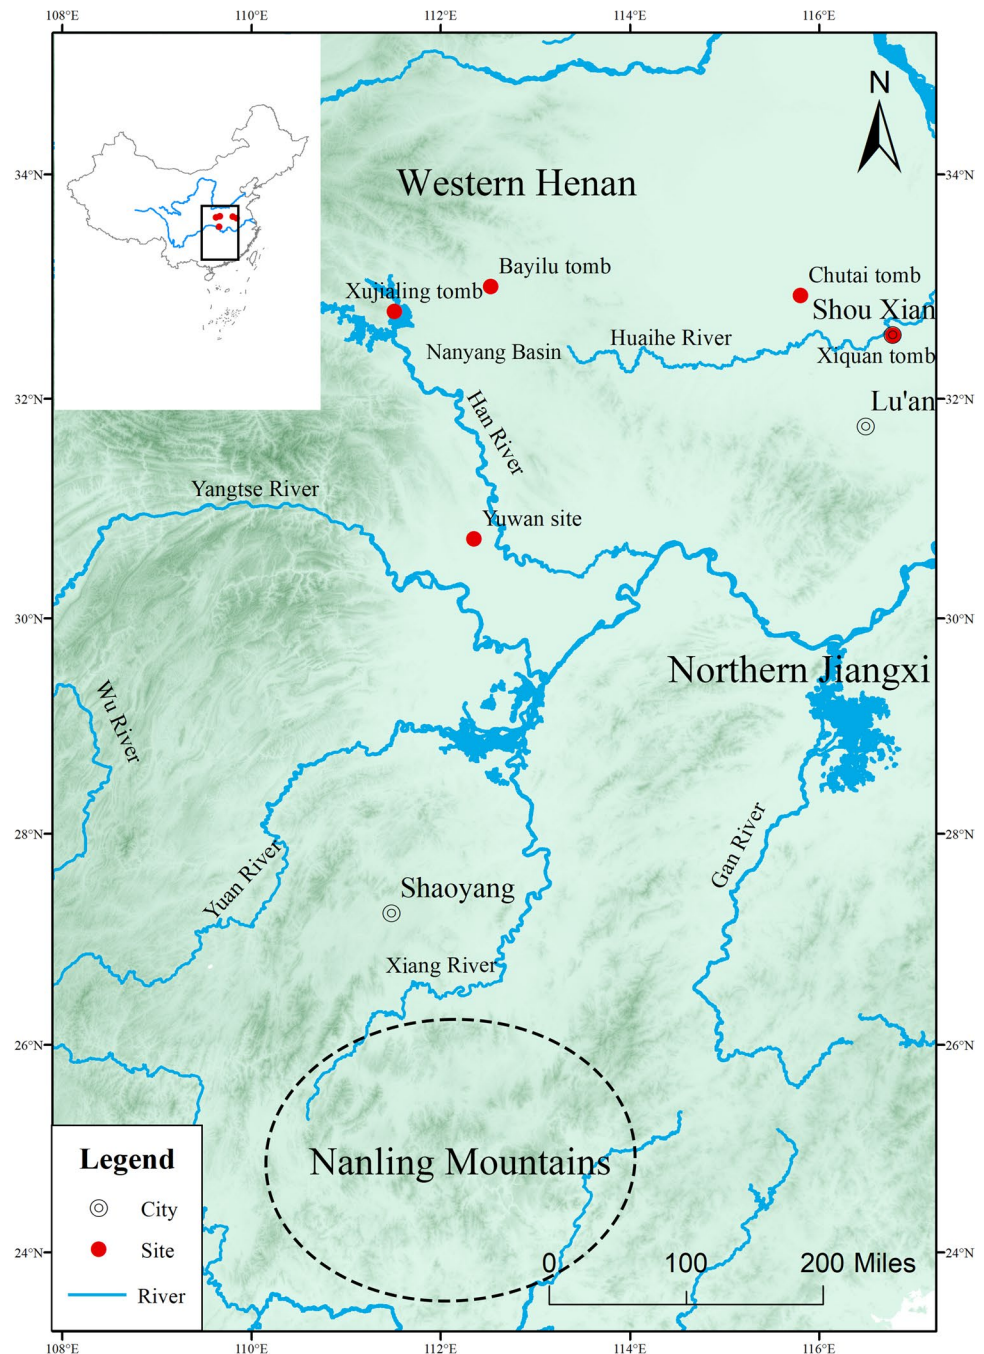 108°E 110°E 112°E 114°E 116°E
N
34°N 34°N
Western Henan
Bayilu tomb
Chutai tomb
Xujialing tomb
Shou Xian
Huaihe River
Nanyang Basin
Xiquan tomb
32°N 32°N
Lu'an
Han River
Yangtse River
Yuwan site
30°N 30°N
Northern Jiangxi
Wu River
28°N 28°N
Gan River
Yuan River
Shaoyang
Xiang River
26°N 26°N
Nanling Mountains
Legend
City
Site
River
24°N 24°N
0 100 200 Miles
108°E 110°E 112°E 114°E 116°E